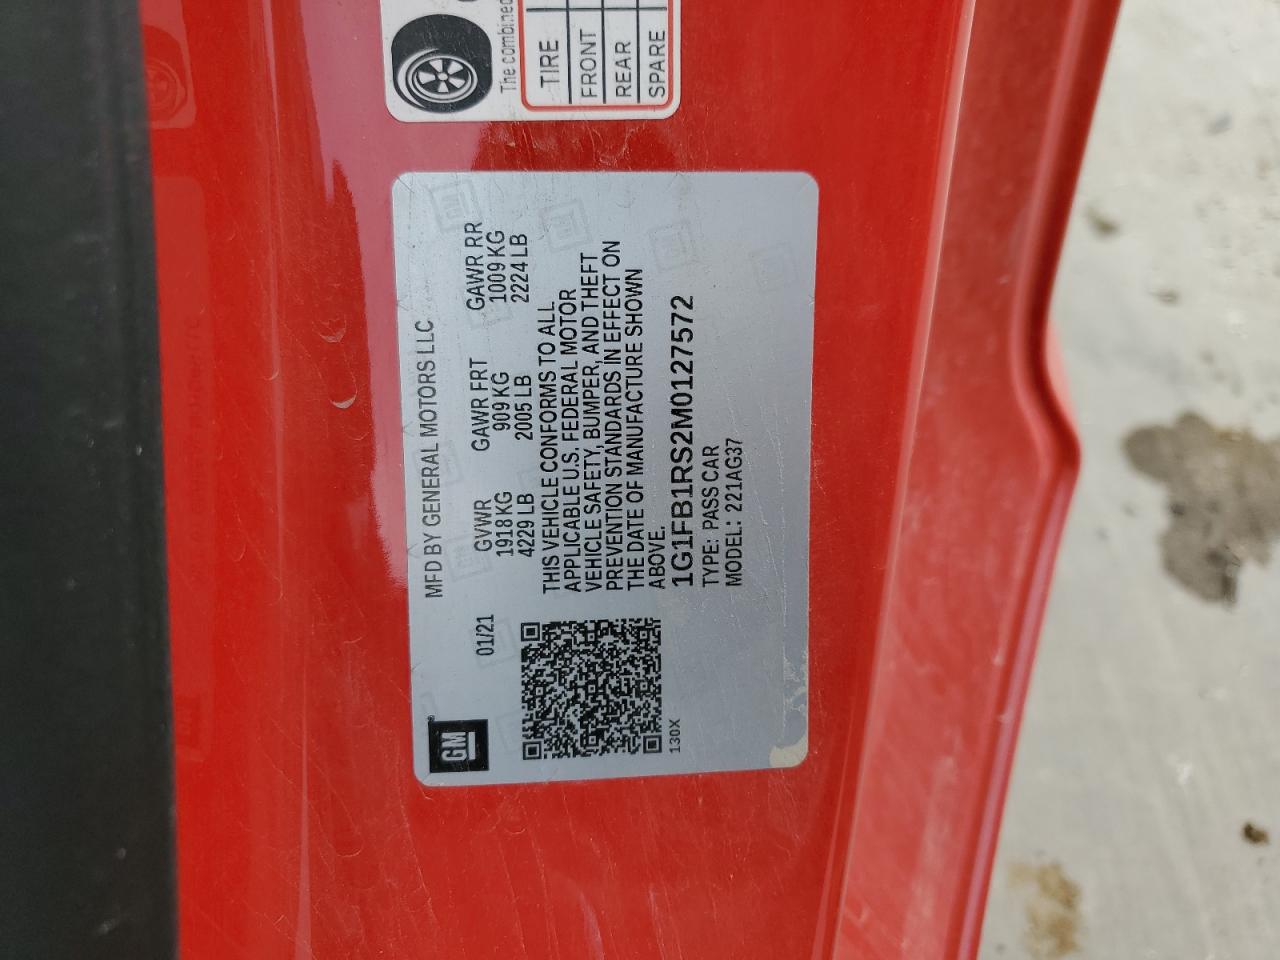 The combined
TIRE
FRONT
REAR
SPARE
GM
MFD BY GENERAL MOTORS LLC
01/21
GVWR GAWR FRT GAWR RR
1918 KG 909 KG 1009 KG
4229 LB 2005 LB 2224 LB
THIS VEHICLE CONFORMS TO ALL
APPLICABLE U.S. FEDERAL MOTOR
VEHICLE SAFETY, BUMPER, AND THEFT
PREVENTION STANDARDS IN EFFECT ON
THE DATE OF MANUFACTURE SHOWN
ABOVE.
1G1FB1RS2M0127572
TYPE: PASS CAR
MODEL: 221AG37
130X